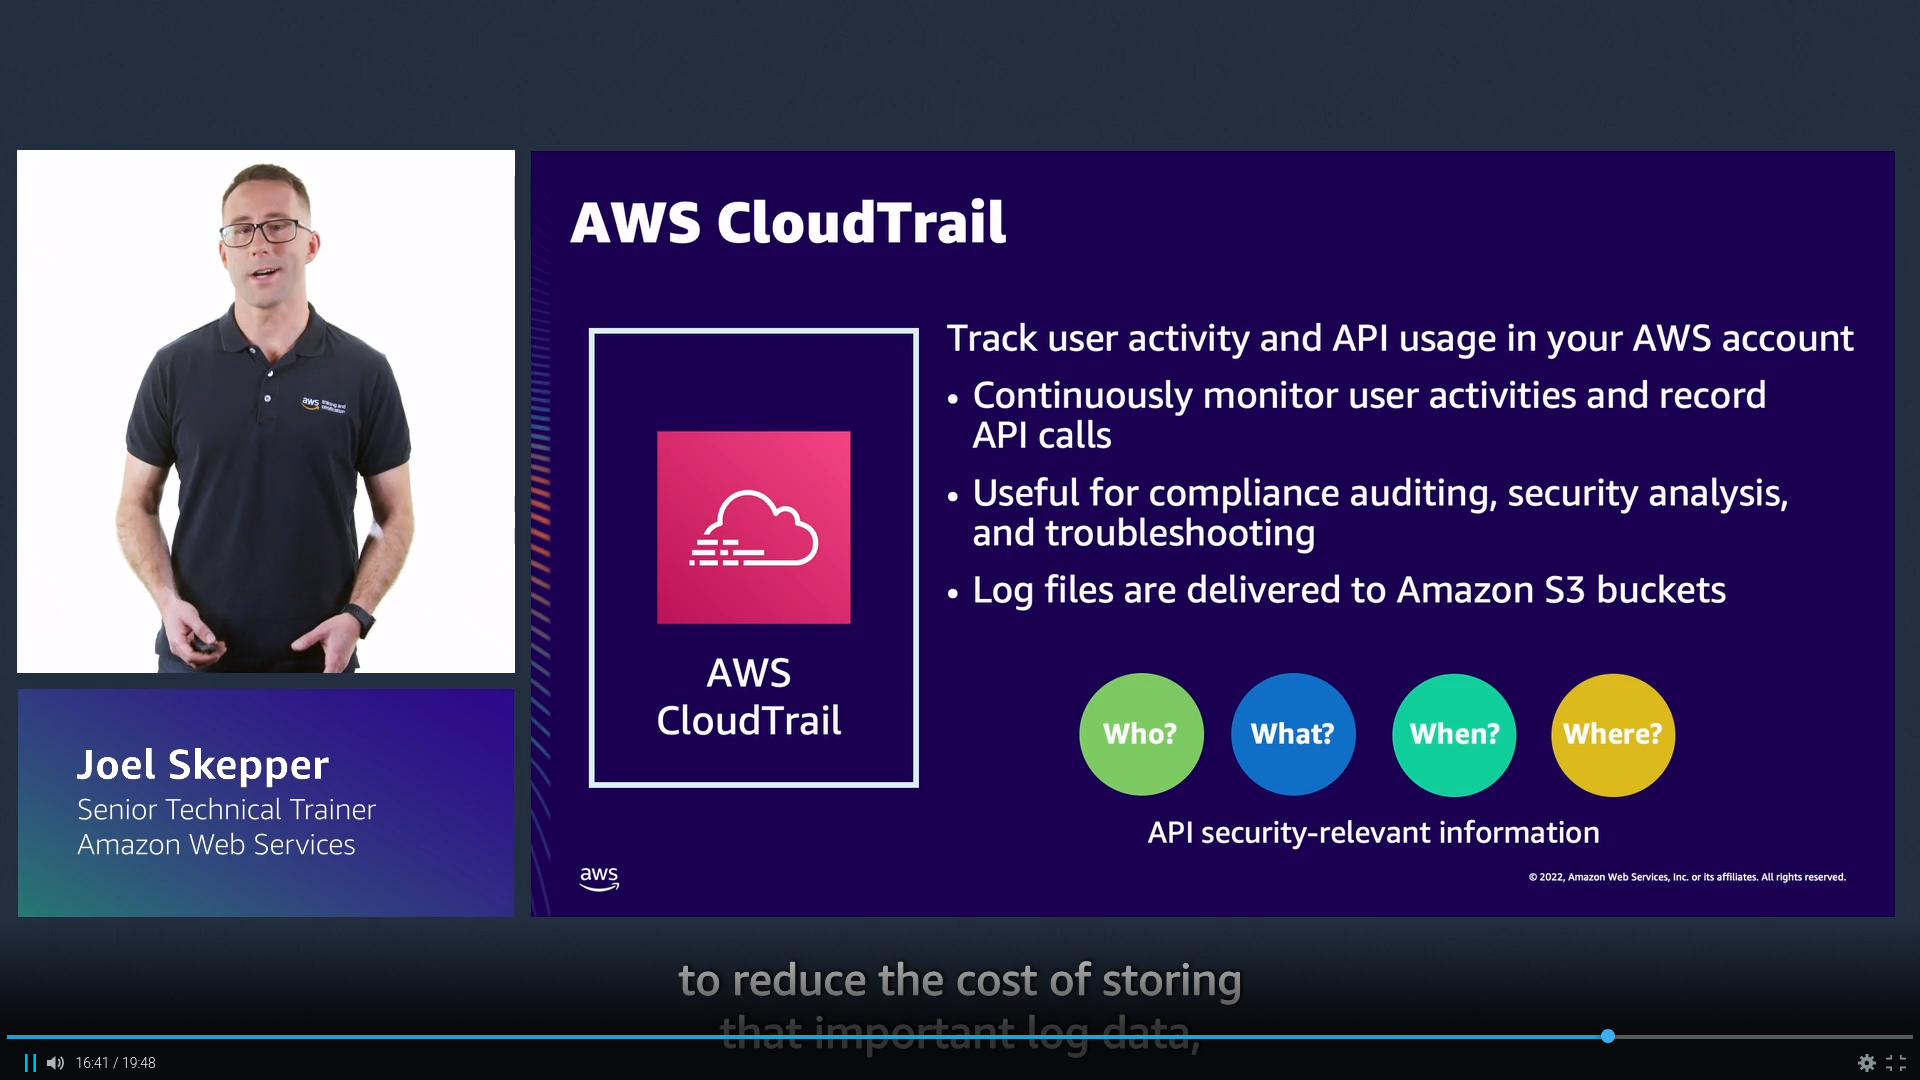 AWS CloudTrail
aws training and
certification
Track user activity and API usage in your AWS account
• Continuously monitor user activities and record
API calls
• Useful for compliance auditing, security analysis,
and troubleshooting
• Log files are delivered to Amazon S3 buckets
AWS
CloudTrail
Who? What? When? Where?
API security-relevant information
Joel Skepper
Senior Technical Trainer
Amazon Web Services
aws
© 2022, Amazon Web Services, Inc. or its affiliates. All rights reserved.
to reduce the cost of storing
that important log data,
16:41 / 19:48